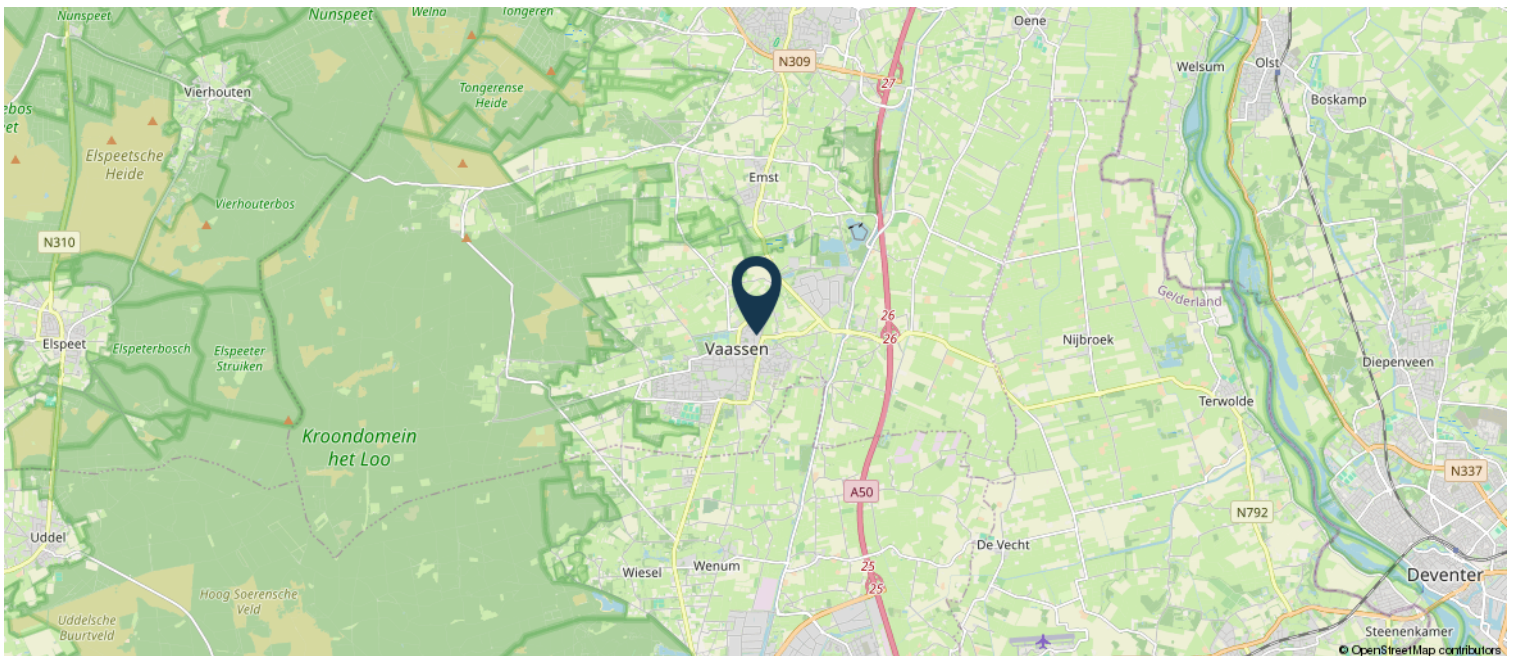 Nunspeet
Nunspeet
Welna
Tongeren
Oene
N309
27
Welsum
Olst
Vierhouten
Tongerense
Heide
Boskamp
ebos
et
Elspeetsche
Heide
Emst
Vierhouterbos
N310
Gelderland
26
26
Elspeet
Elspeterbosch
Elspeeter
Struiken
Vaassen
Nijbroek
Diepenveen
Terwolde
Kroondomein
het Loo
N337
A50
N792
Uddel
De Vecht
Wiesel
Wenum
25
25
Deventer
Hoog Soerensche
Veld
Uddelsche
Buurtveld
Steenenkamer
© OpenStreetMap contributors